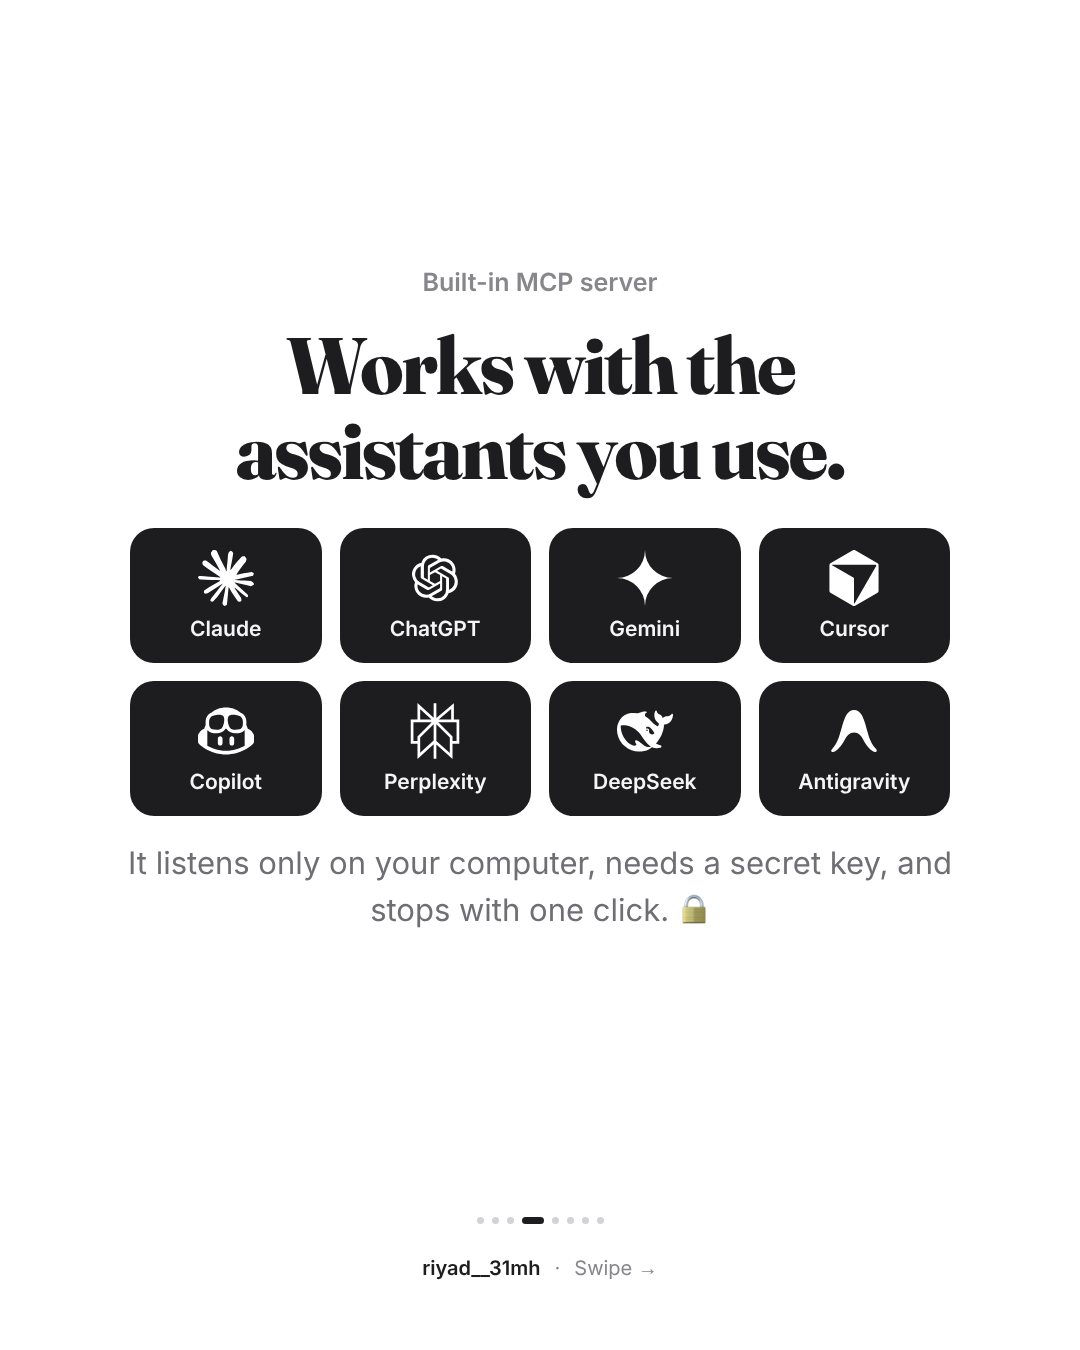 Built-in MCP server
Works with the
assistants you use.
Claude
ChatGPT
Gemini
Cursor
Copilot
Perplexity
DeepSeek
Antigravity
It listens only on your computer, needs a secret key, and
stops with one click. 🔒
riyad__31mh · Swipe →